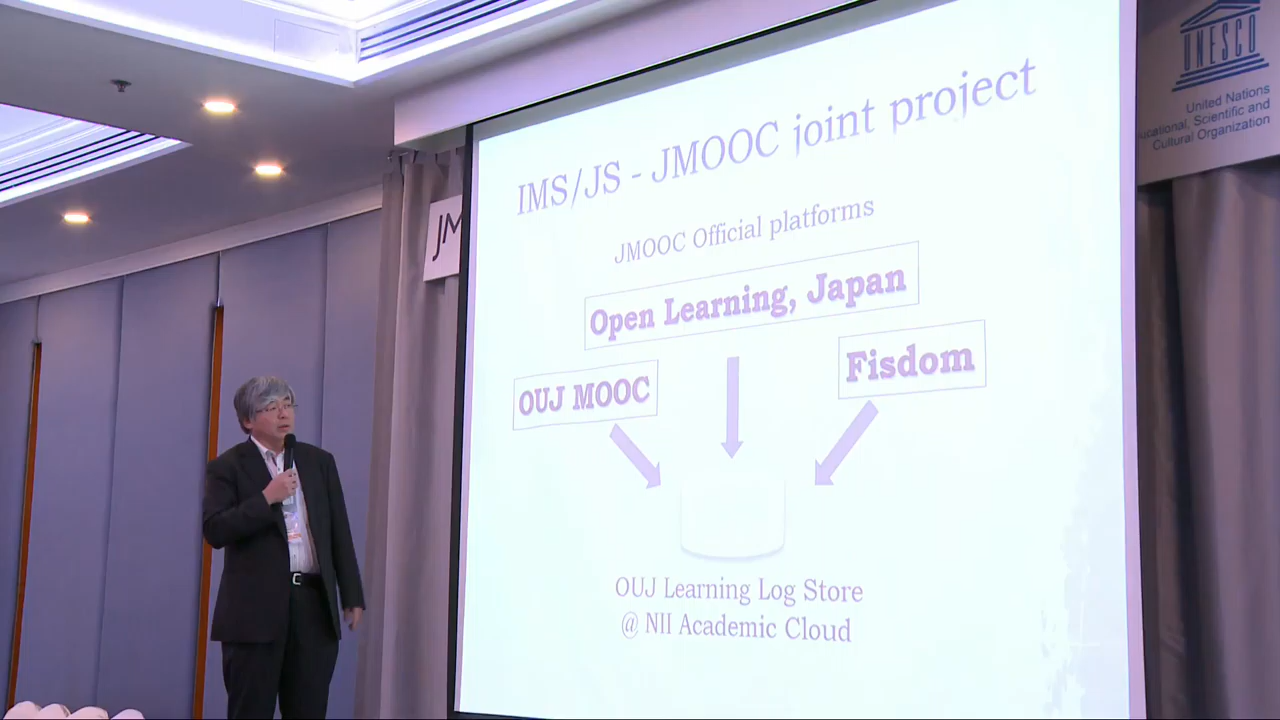 IMS/JS - JMOOC joint project
JMOOC Official platforms
Open Learning, Japan
OUJ MOOC
Fisdom
OUJ Learning Log Store
@ NII Academic Cloud
JM
UNESCO
United Nations
ucational, Scientific and
Cultural Organization